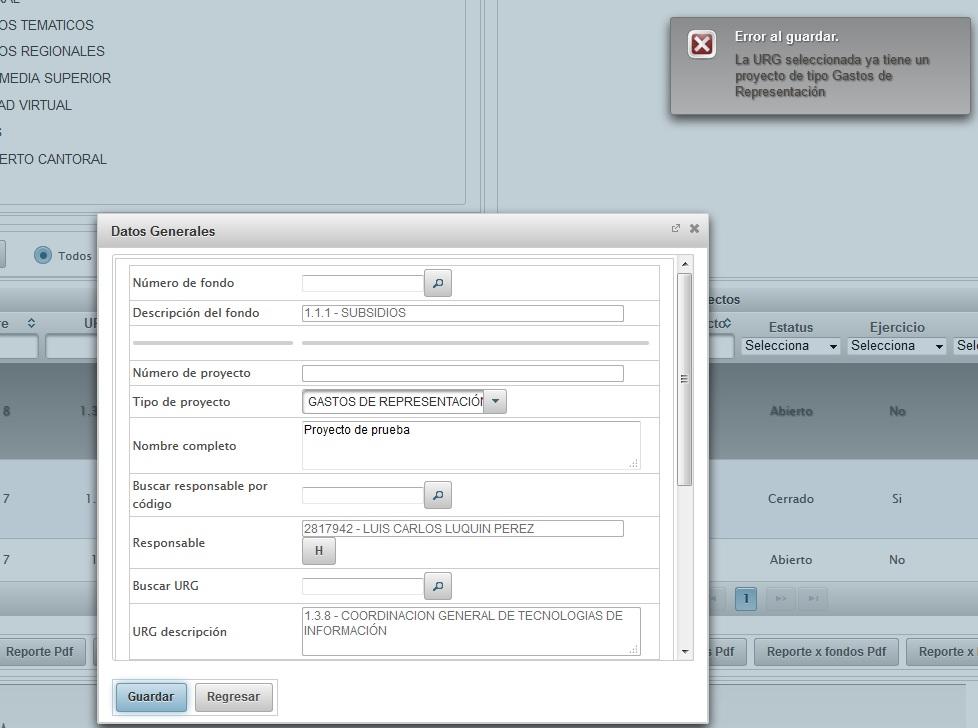 OS TEMATICOS
OS REGIONALES
MEDIA SUPERIOR
AD VIRTUAL
S
ERTO CANTORAL
Error al guardar.
La URG seleccionada ya tiene un
proyecto de tipo Gastos de
Representación
Todos
Datos Generales
Número de fondo
Descripción del fondo
1.1.1 - SUBSIDIOS
Número de proyecto
Tipo de proyecto
GASTOS DE REPRESENTACIÓN
Nombre completo
Proyecto de prueba
Buscar responsable por
código
Responsable
2817942 - LUIS CARLOS LUQUIN PEREZ
H
Buscar URG
URG descripción
1.3.8 - COORDINACION GENERAL DE TECNOLOGIAS DE
INFORMACIÓN
Guardar
Regresar
re
UR
ectos
cto
Estatus
Ejercicio
Selecciona
Selecciona
Sel
8
1.3
Abierto
No
7
1.
Cerrado
Si
7
1
Abierto
No
1
Reporte Pdf
s Pdf
Reporte x fondos Pdf
Reporte x